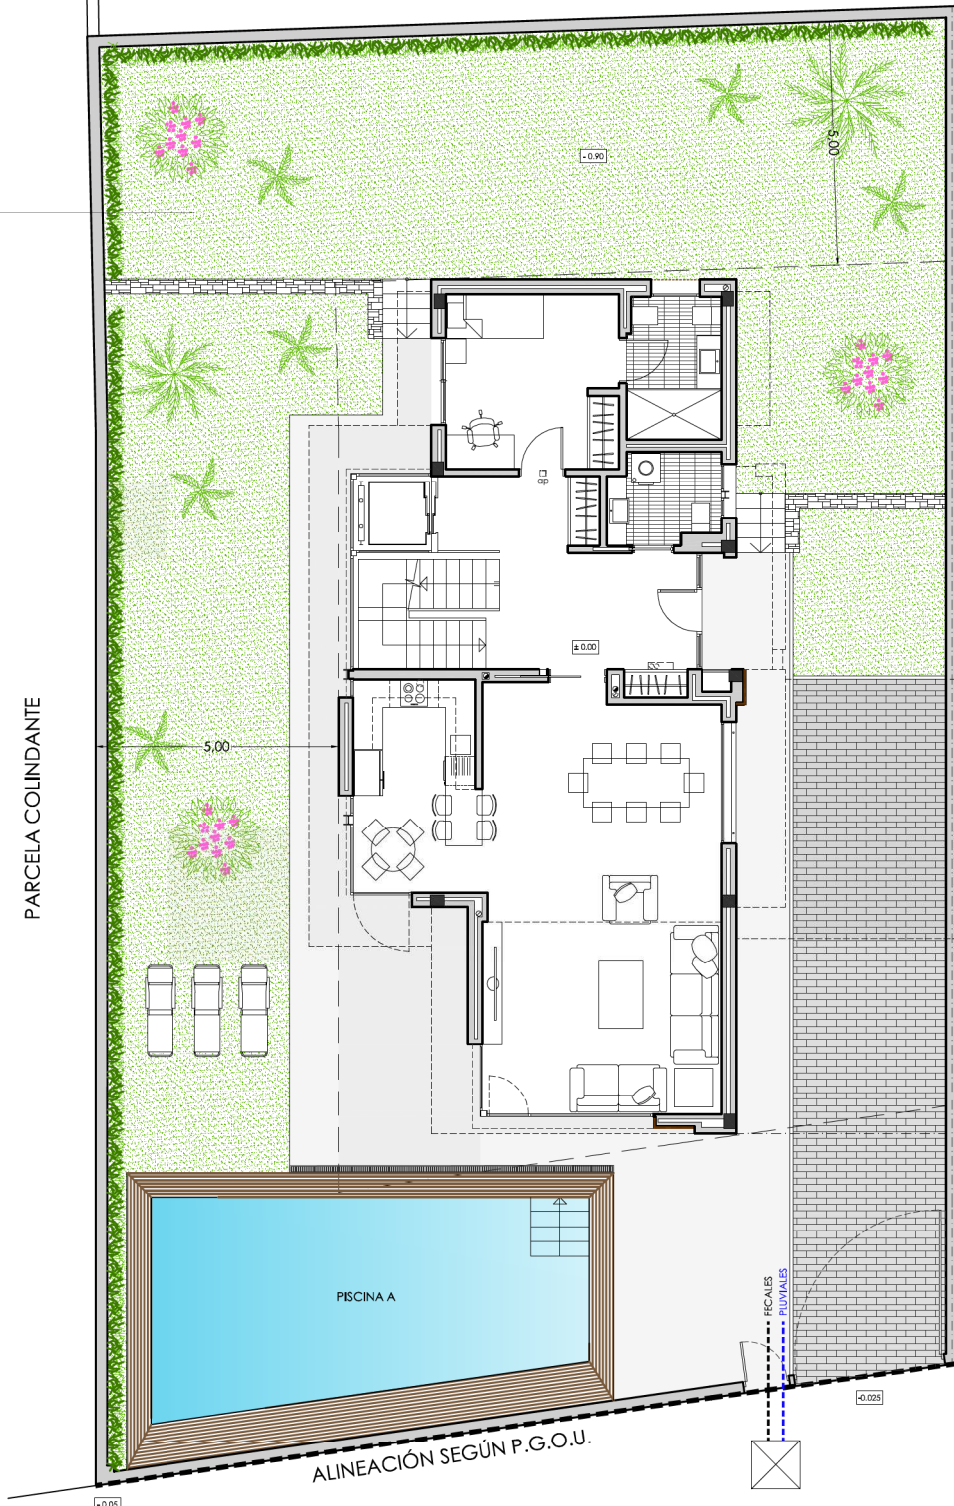 5,00
- 0.90
ap
± 0.00
5,00
PARCELA COLINDANTE
PISCINA A
FECALES
PLUVIALES
-0.025
ALINEACIÓN SEGÚN P.G.O.U.
- 0.05